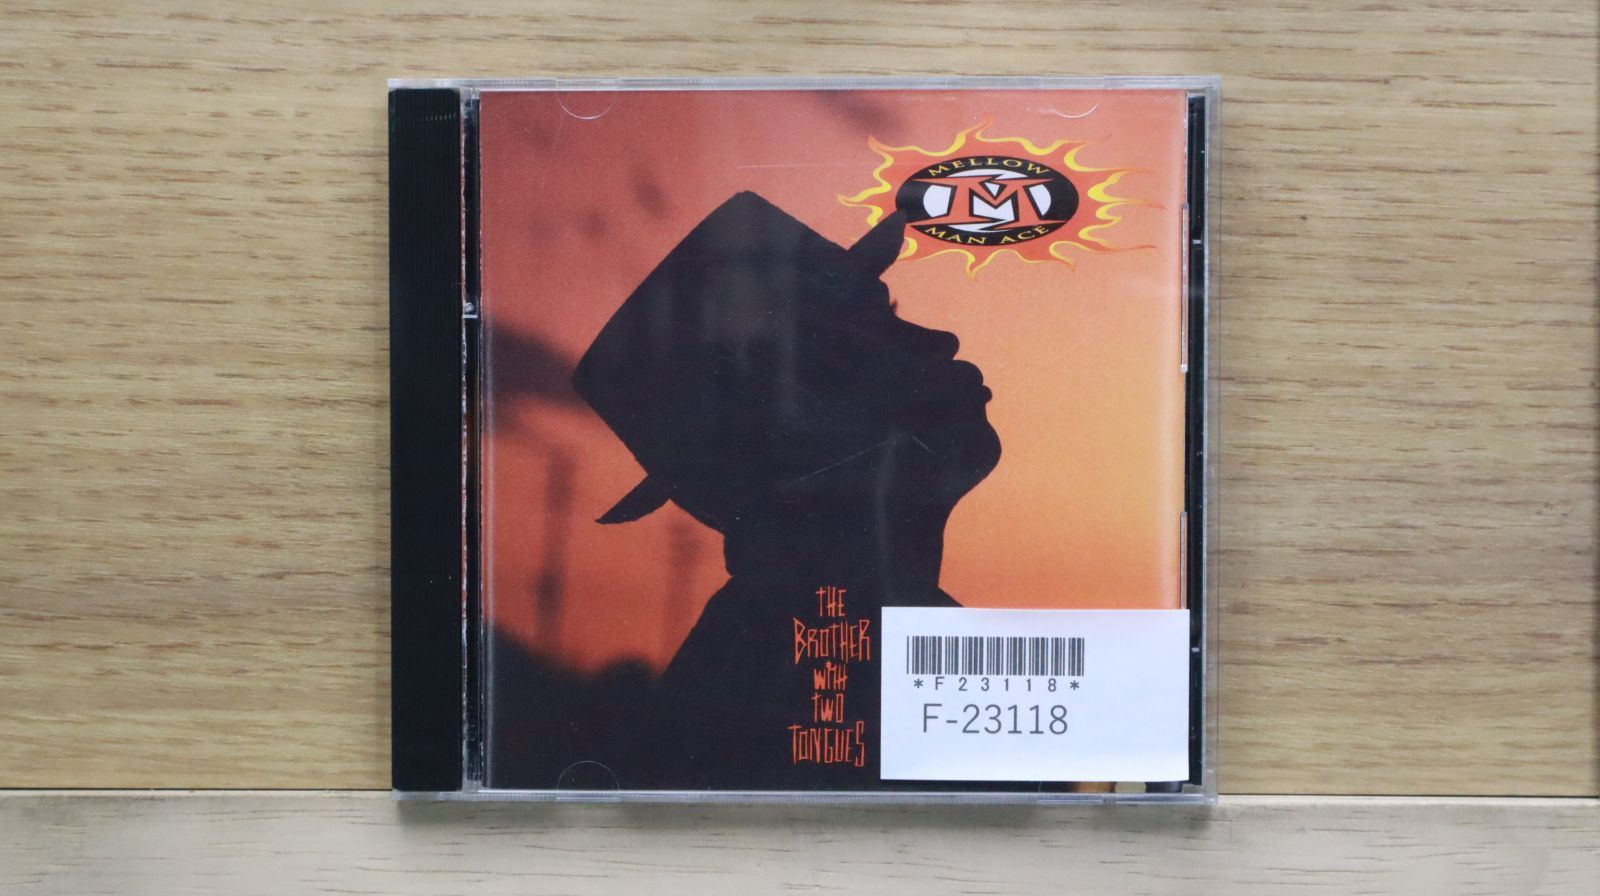 MELLOW
M
MAN ACE
THE
BROTHER
WITH
TWO
TONGUES
*F23118*
F-23118